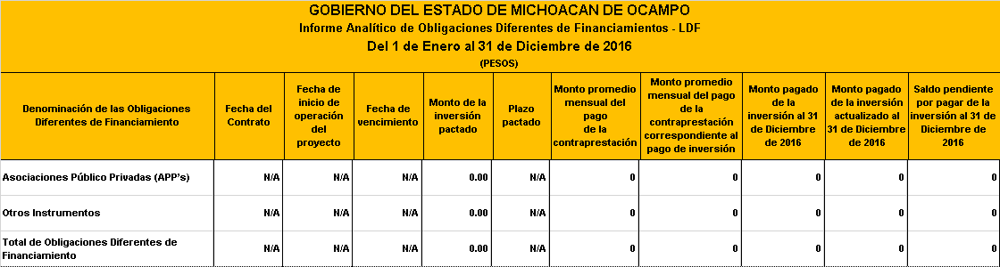 GOBIERNO DEL ESTADO DE MICHOACAN DE OCAMPO
Informe Analítico de Obligaciones Diferentes de Financiamientos - LDF
Del 1 de Enero al 31 de Diciembre de 2016
(PESOS)
Denominación de las Obligaciones
Diferentes de Financiamiento
Fecha del
Contrato
Fecha de
inicio de
operación
del
proyecto
Fecha de
vencimiento
Monto de la
inversión
pactado
Plazo
pactado
Monto promedio
mensual del
pago
de la
contraprestación
Monto promedio
mensual del pago
de la
contraprestación
correspondiente al
pago de inversión
Monto pagado
de la
inversión al 31
de Diciembre
de 2016
Monto pagado
de la inversión
actualizado al
31 de Diciembre
de 2016
Saldo pendiente
por pagar de la
inversión al 31 de
Diciembre de
2016
Asociaciones Público Privadas (APP's) N/A N/A N/A 0.00 N/A 0 0 0 0 0
Otros Instrumentos N/A N/A N/A 0.00 N/A 0 0 0 0 0
Total de Obligaciones Diferentes de
Financiamiento N/A N/A N/A 0.00 N/A 0 0 0 0 0